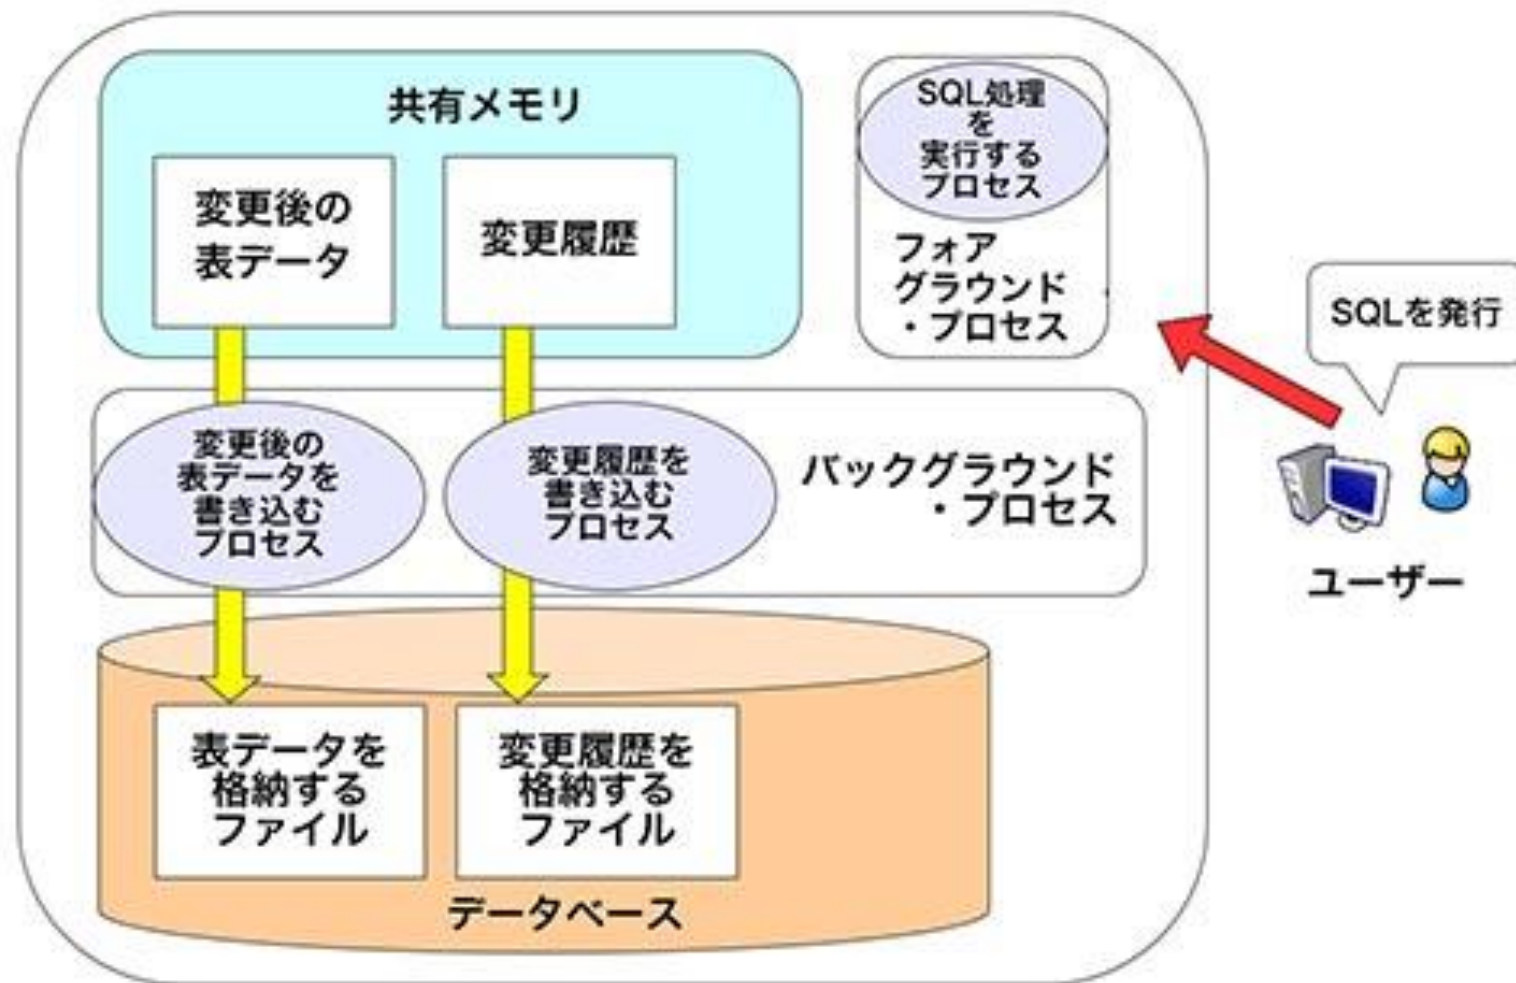 共有メモリ
変更後の
表データ
変更履歴
SQL処理
を
実行する
プロセス
フォア
グラウンド
・プロセス
SQLを発行
ユーザー
変更後の
表データを
書き込む
プロセス
変更履歴を
書き込む
プロセス
バックグラウンド
・プロセス
表データを
格納する
ファイル
変更履歴を
格納する
ファイル
データベース